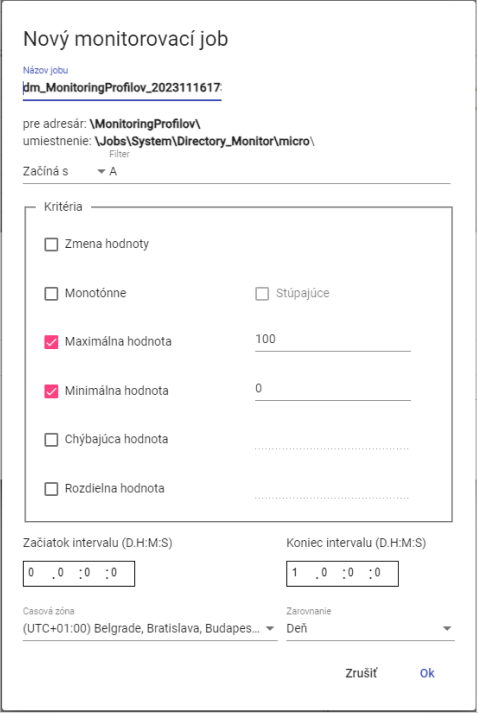 Nový monitorovací job
Názov jobu
dm_MonitoringProfilov_2023111617
pre adresár: \MonitoringProfilov\
umiestnenie: \Jobs\System\Directory_Monitor\micro\
Filter
Začíná s A
Kritéria
Zmena hodnoty
Monotónne Stúpajúce
Maximálna hodnota 100
Minimálna hodnota 0
Chýbajúca hodnota
Rozdielna hodnota
Začiatok intervalu (D.H:M:S) Koniec intervalu (D.H:M:S)
0 .0 :0 :0 1 .0 :0 :0
Casová zóna Zarovnanie
(UTC+01:00) Belgrade, Bratislava, Budapes... Deň
Zrušiť Ok